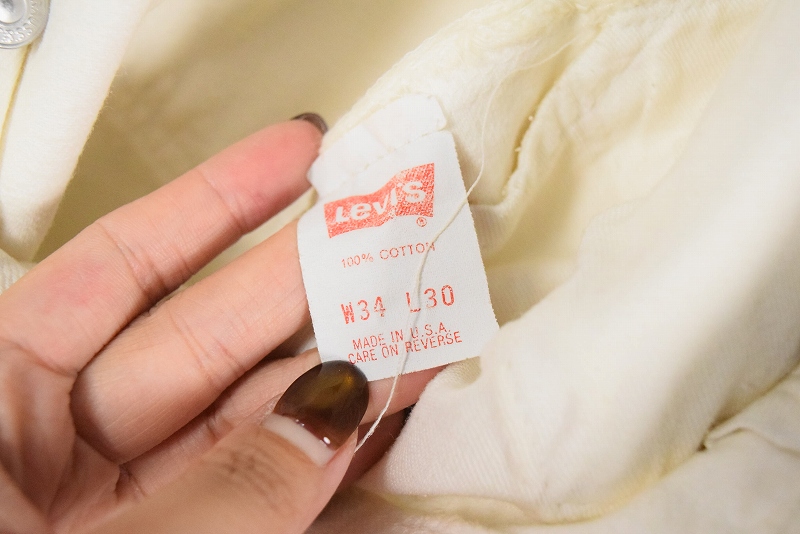 LEVI'S
®
100% COTTON
W34 L30
MADE IN U.S.A.
CARE ON REVERSE